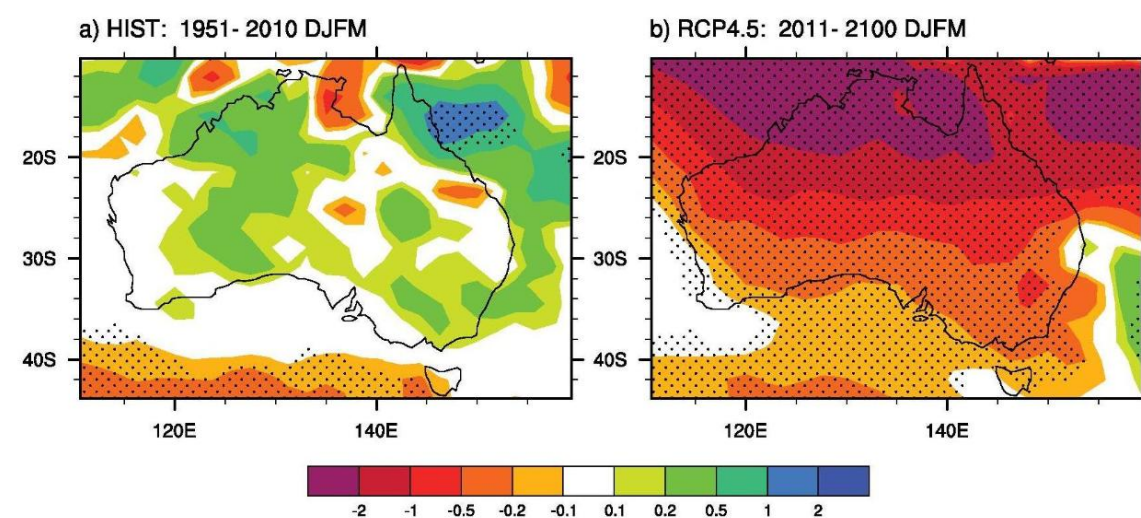 a) HIST: 1951- 2010 DJFM
b) RCP4.5: 2011- 2100 DJFM
20S
30S
40S
120E
140E
20S
30S
40S
120E
140E
-2 -1 -0.5 -0.2 -0.1 0.1 0.2 0.5 1 2